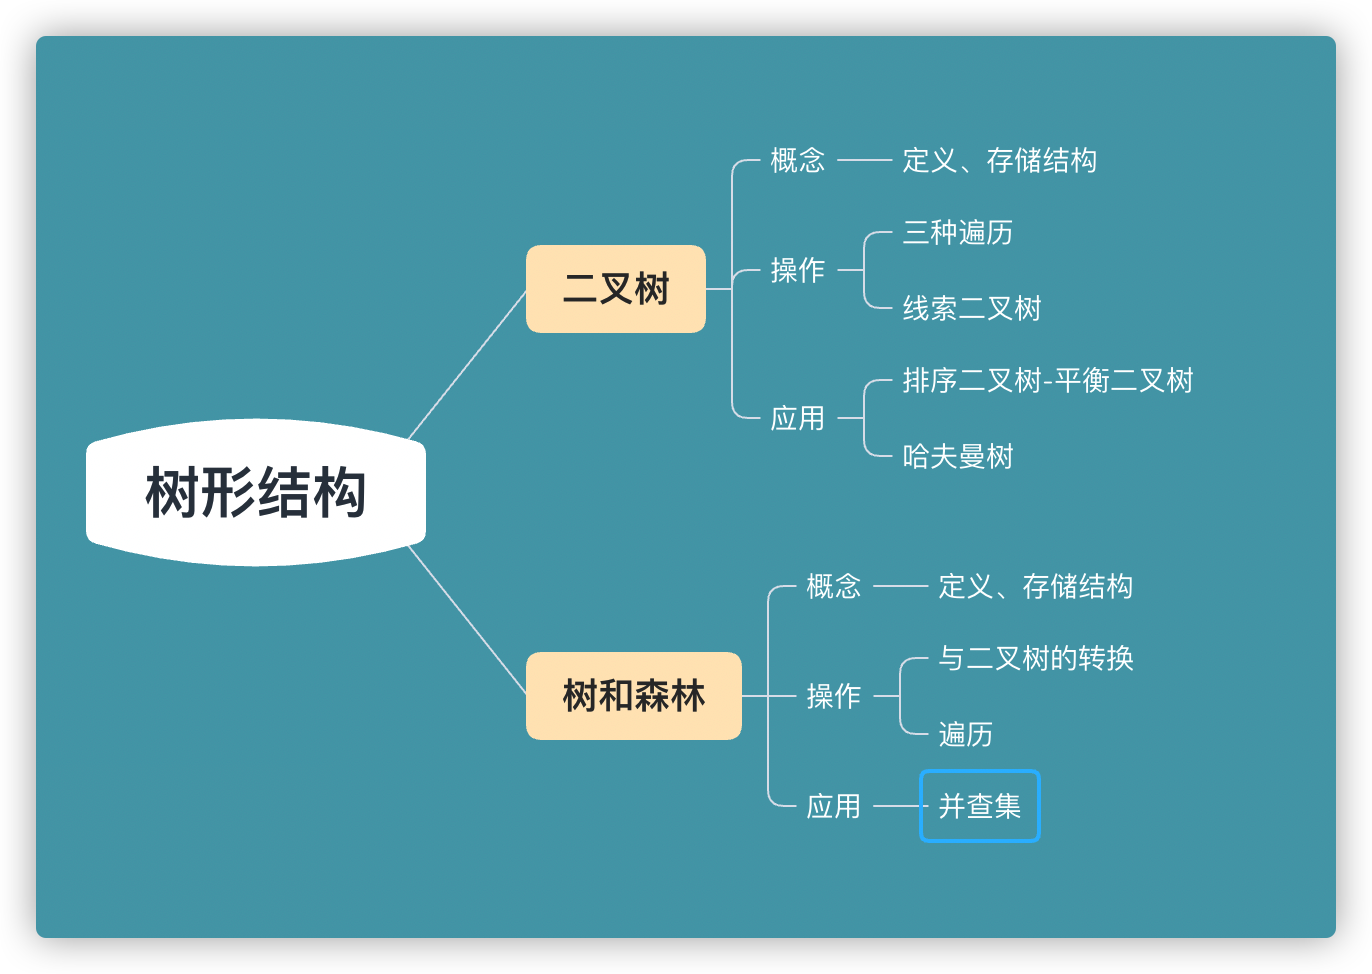 树形结构
二叉树
概念
定义、存储结构
操作
三种遍历
线索二叉树
应用
排序二叉树-平衡二叉树
哈夫曼树
树和森林
概念
定义、存储结构
操作
与二叉树的转换
遍历
应用
并查集